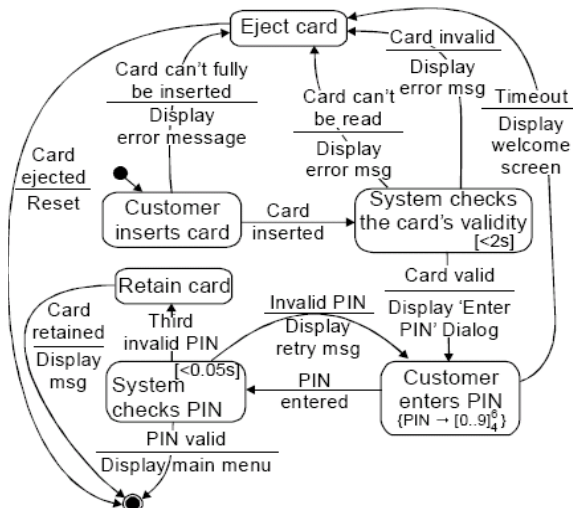 Eject card
Card can't fully
be inserted
Display
error message
Card can't
be read
Display
error msg
Card invalid
Display
error msg
Timeout
Display
welcome
screen
Card
ejected
Reset
Customer
inserts card
Card
inserted
System checks
the card's validity
[<2s]
Card valid
Display 'Enter
PIN' Dialog
Retain card
Card
retained
Display
msg
Third
invalid PIN
Invalid PIN
Display
retry msg
[<0.05s]
System
checks PIN
PIN
entered
Customer
enters PIN
{PIN → [0..9]⁶₄}
PIN valid
Display main menu